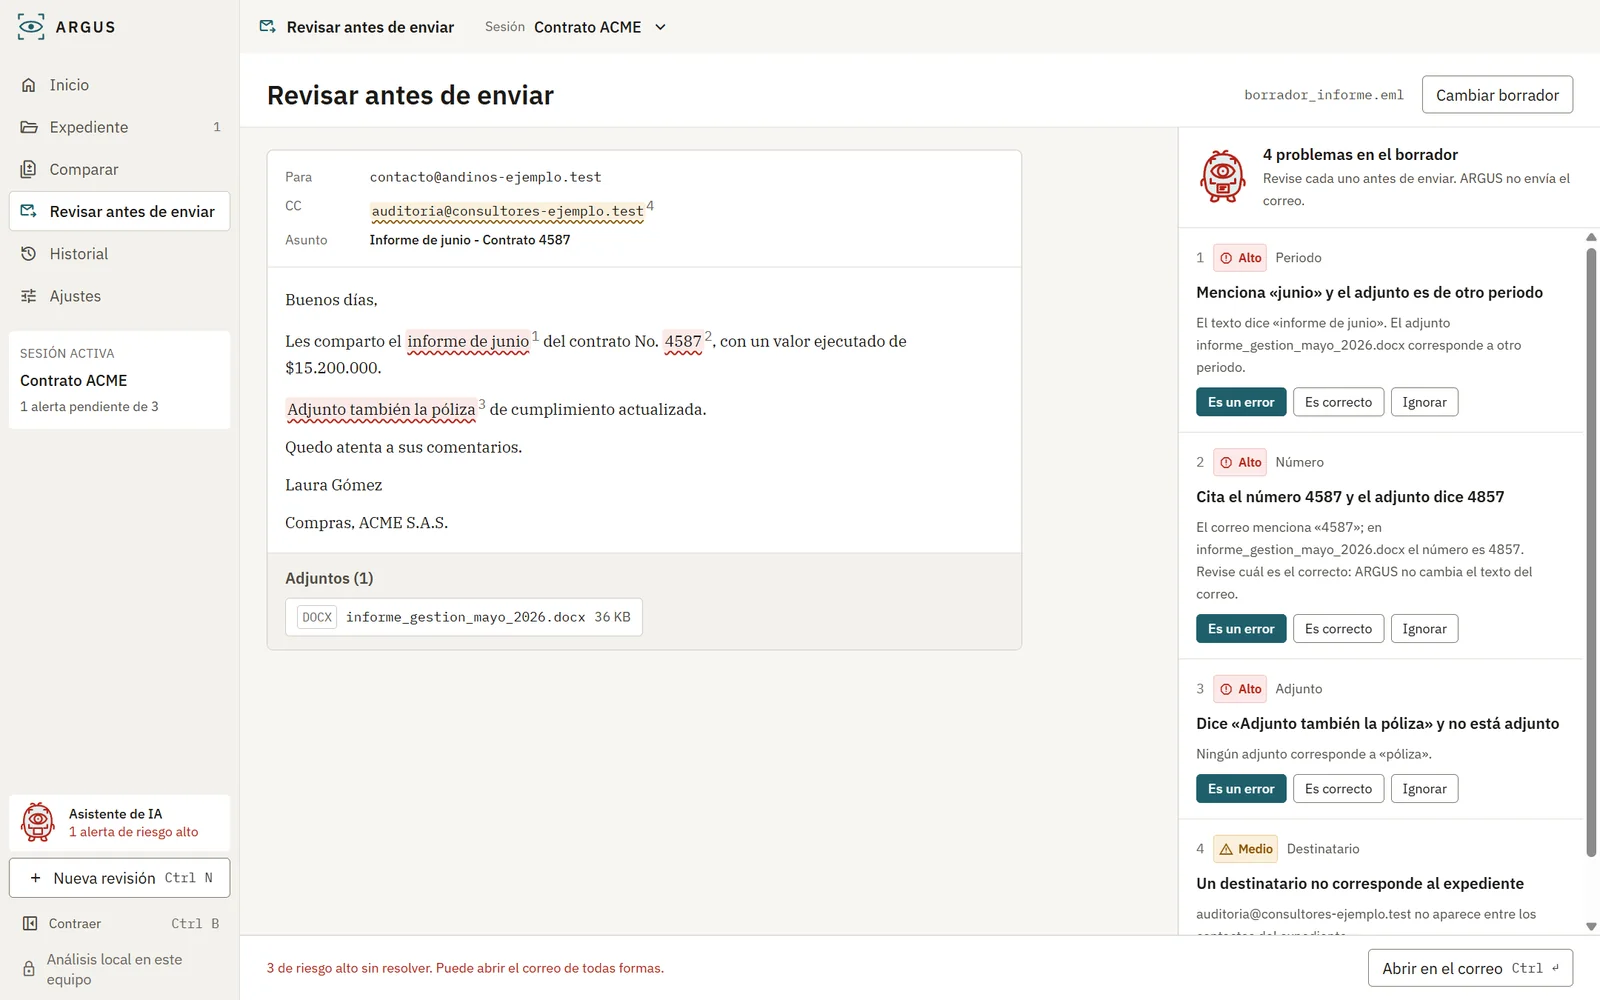 ARGUS
Inicio
Expediente 1
Comparar
Revisar antes de enviar
Historial
Ajustes
SESIÓN ACTIVA
Contrato ACME
1 alerta pendiente de 3
Asistente de IA
1 alerta de riesgo alto
+ Nueva revisión Ctrl N
Contraer Ctrl B
Análisis local en este
equipo
Revisar antes de enviar Sesión Contrato ACME
Revisar antes de enviar
borrador_informe.eml Cambiar borrador
Para contacto@andinos-ejemplo.test
CC auditoria@consultores-ejemplo.test 4
Asunto Informe de junio - Contrato 4587
Buenos días,
Les comparto el informe de junio 1 del contrato No. 4587 2, con un valor ejecutado de
$15.200.000.
Adjunto también la póliza 3 de cumplimiento actualizada.
Quedo atenta a sus comentarios.
Laura Gómez
Compras, ACME S.A.S.
Adjuntos (1)
DOCX informe_gestion_mayo_2026.docx 36 KB
4 problemas en el borrador
Revise cada uno antes de enviar. ARGUS no envía el
correo.
1 Alto Periodo
Menciona «junio» y el adjunto es de otro periodo
El texto dice «informe de junio». El adjunto
informe_gestion_mayo_2026.docx corresponde a otro
periodo.
Es un error Es correcto Ignorar
2 Alto Número
Cita el número 4587 y el adjunto dice 4857
El correo menciona «4587»; en
informe_gestion_mayo_2026.docx el número es 4857.
Revise cuál es el correcto: ARGUS no cambia el texto del
correo.
Es un error Es correcto Ignorar
3 Alto Adjunto
Dice «Adjunto también la póliza» y no está adjunto
Ningún adjunto corresponde a «póliza».
Es un error Es correcto Ignorar
4 Medio Destinatario
Un destinatario no corresponde al expediente
auditoria@consultores-ejemplo.test no aparece entre los
3 de riesgo alto sin resolver. Puede abrir el correo de todas formas.
Abrir en el correo Ctrl ↵